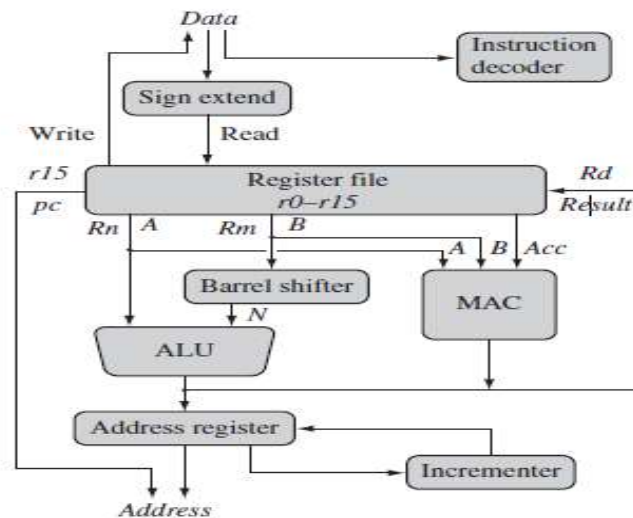 Data
Instruction
decoder
Sign extend
Write
Read
r15
pc
Register file
r0–r15
Rd
Result
Rn
A
Rm
B
A
B
Acc
Barrel shifter
MAC
N
ALU
Address register
Incrementer
Address